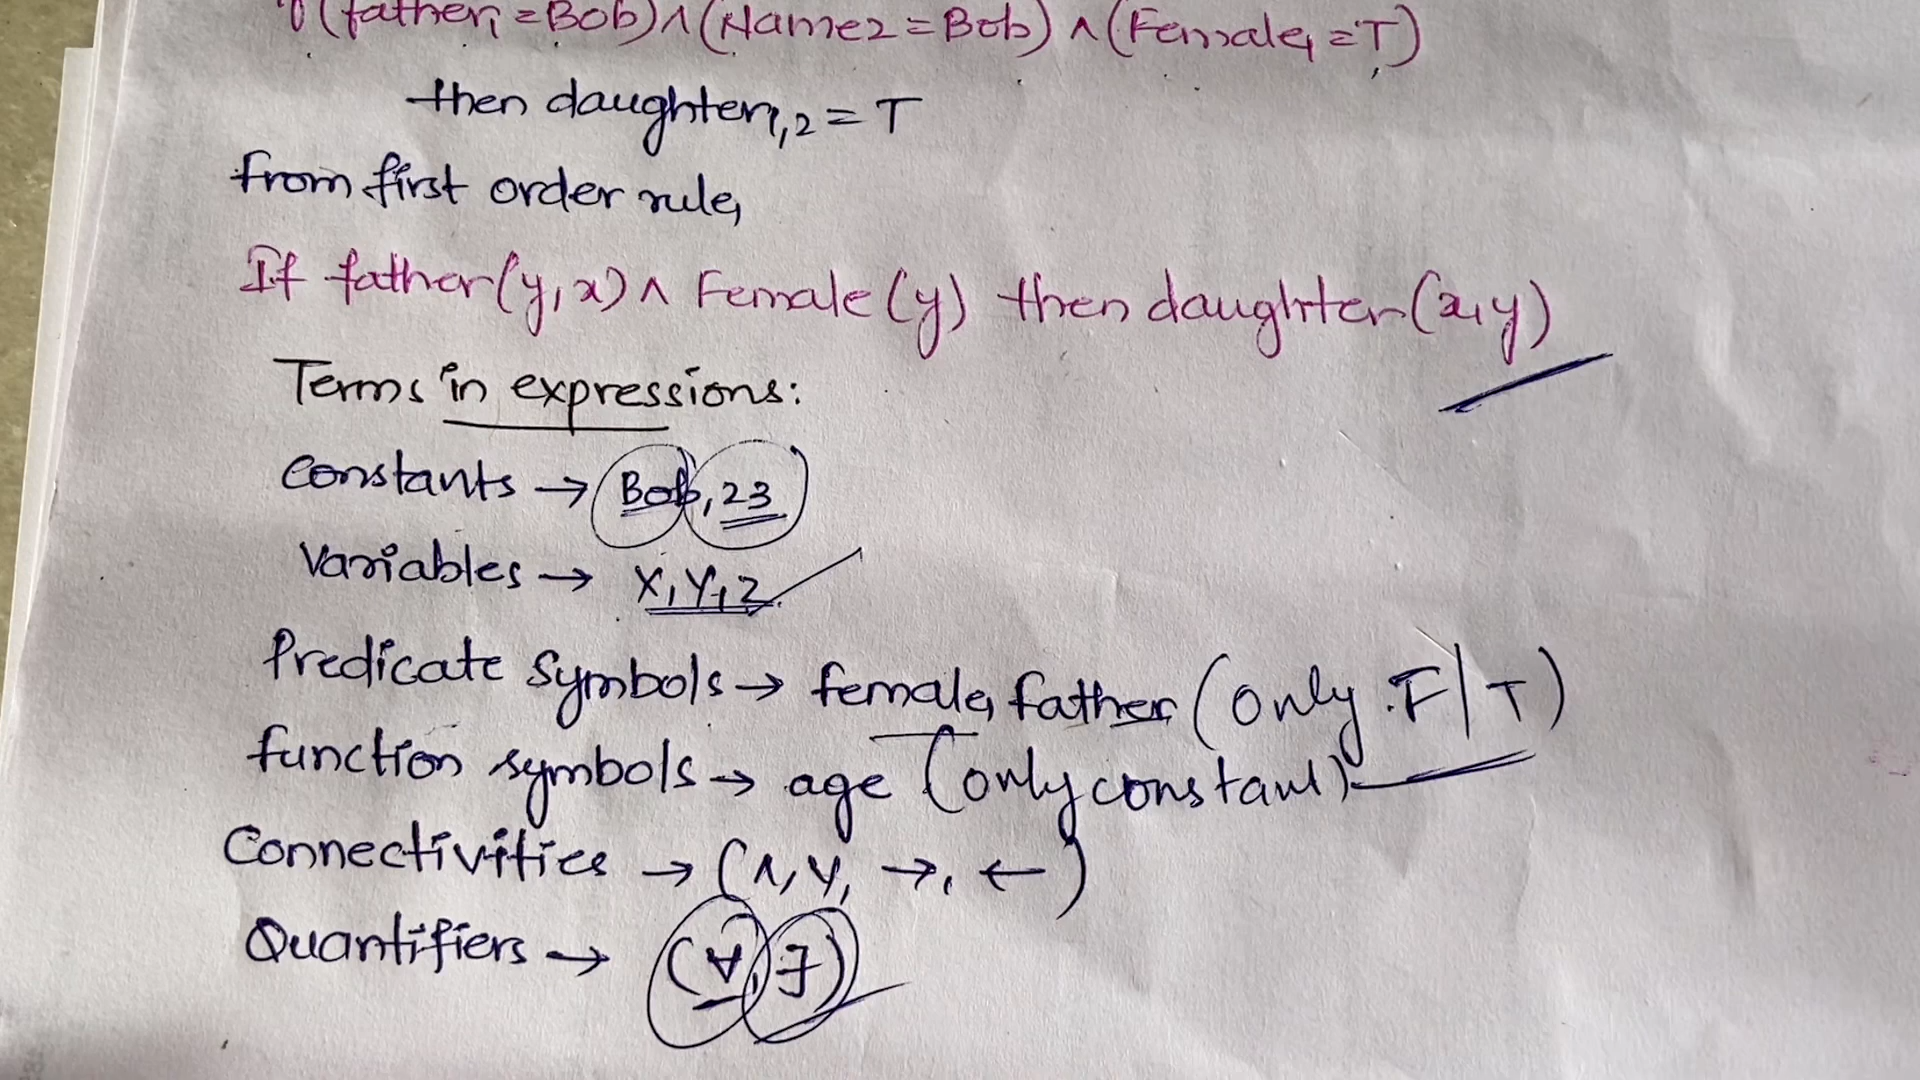 (father1 = Bob) ∧ (Name2 = Bob) ∧ (Female1 = T)
then daughter1,2 = T
from first order rule,
If father(y,x) ∧ Female(y) then daughter(x,y)
Terms in expressions:
constants → Bob, 23
Variables → X, Y, Z
Predicate symbols → female, father (only F/T)
function symbols → age (only constant)
Connectivities → (∧, ∨, →, ←)
Quantifiers → (∀, ∃)